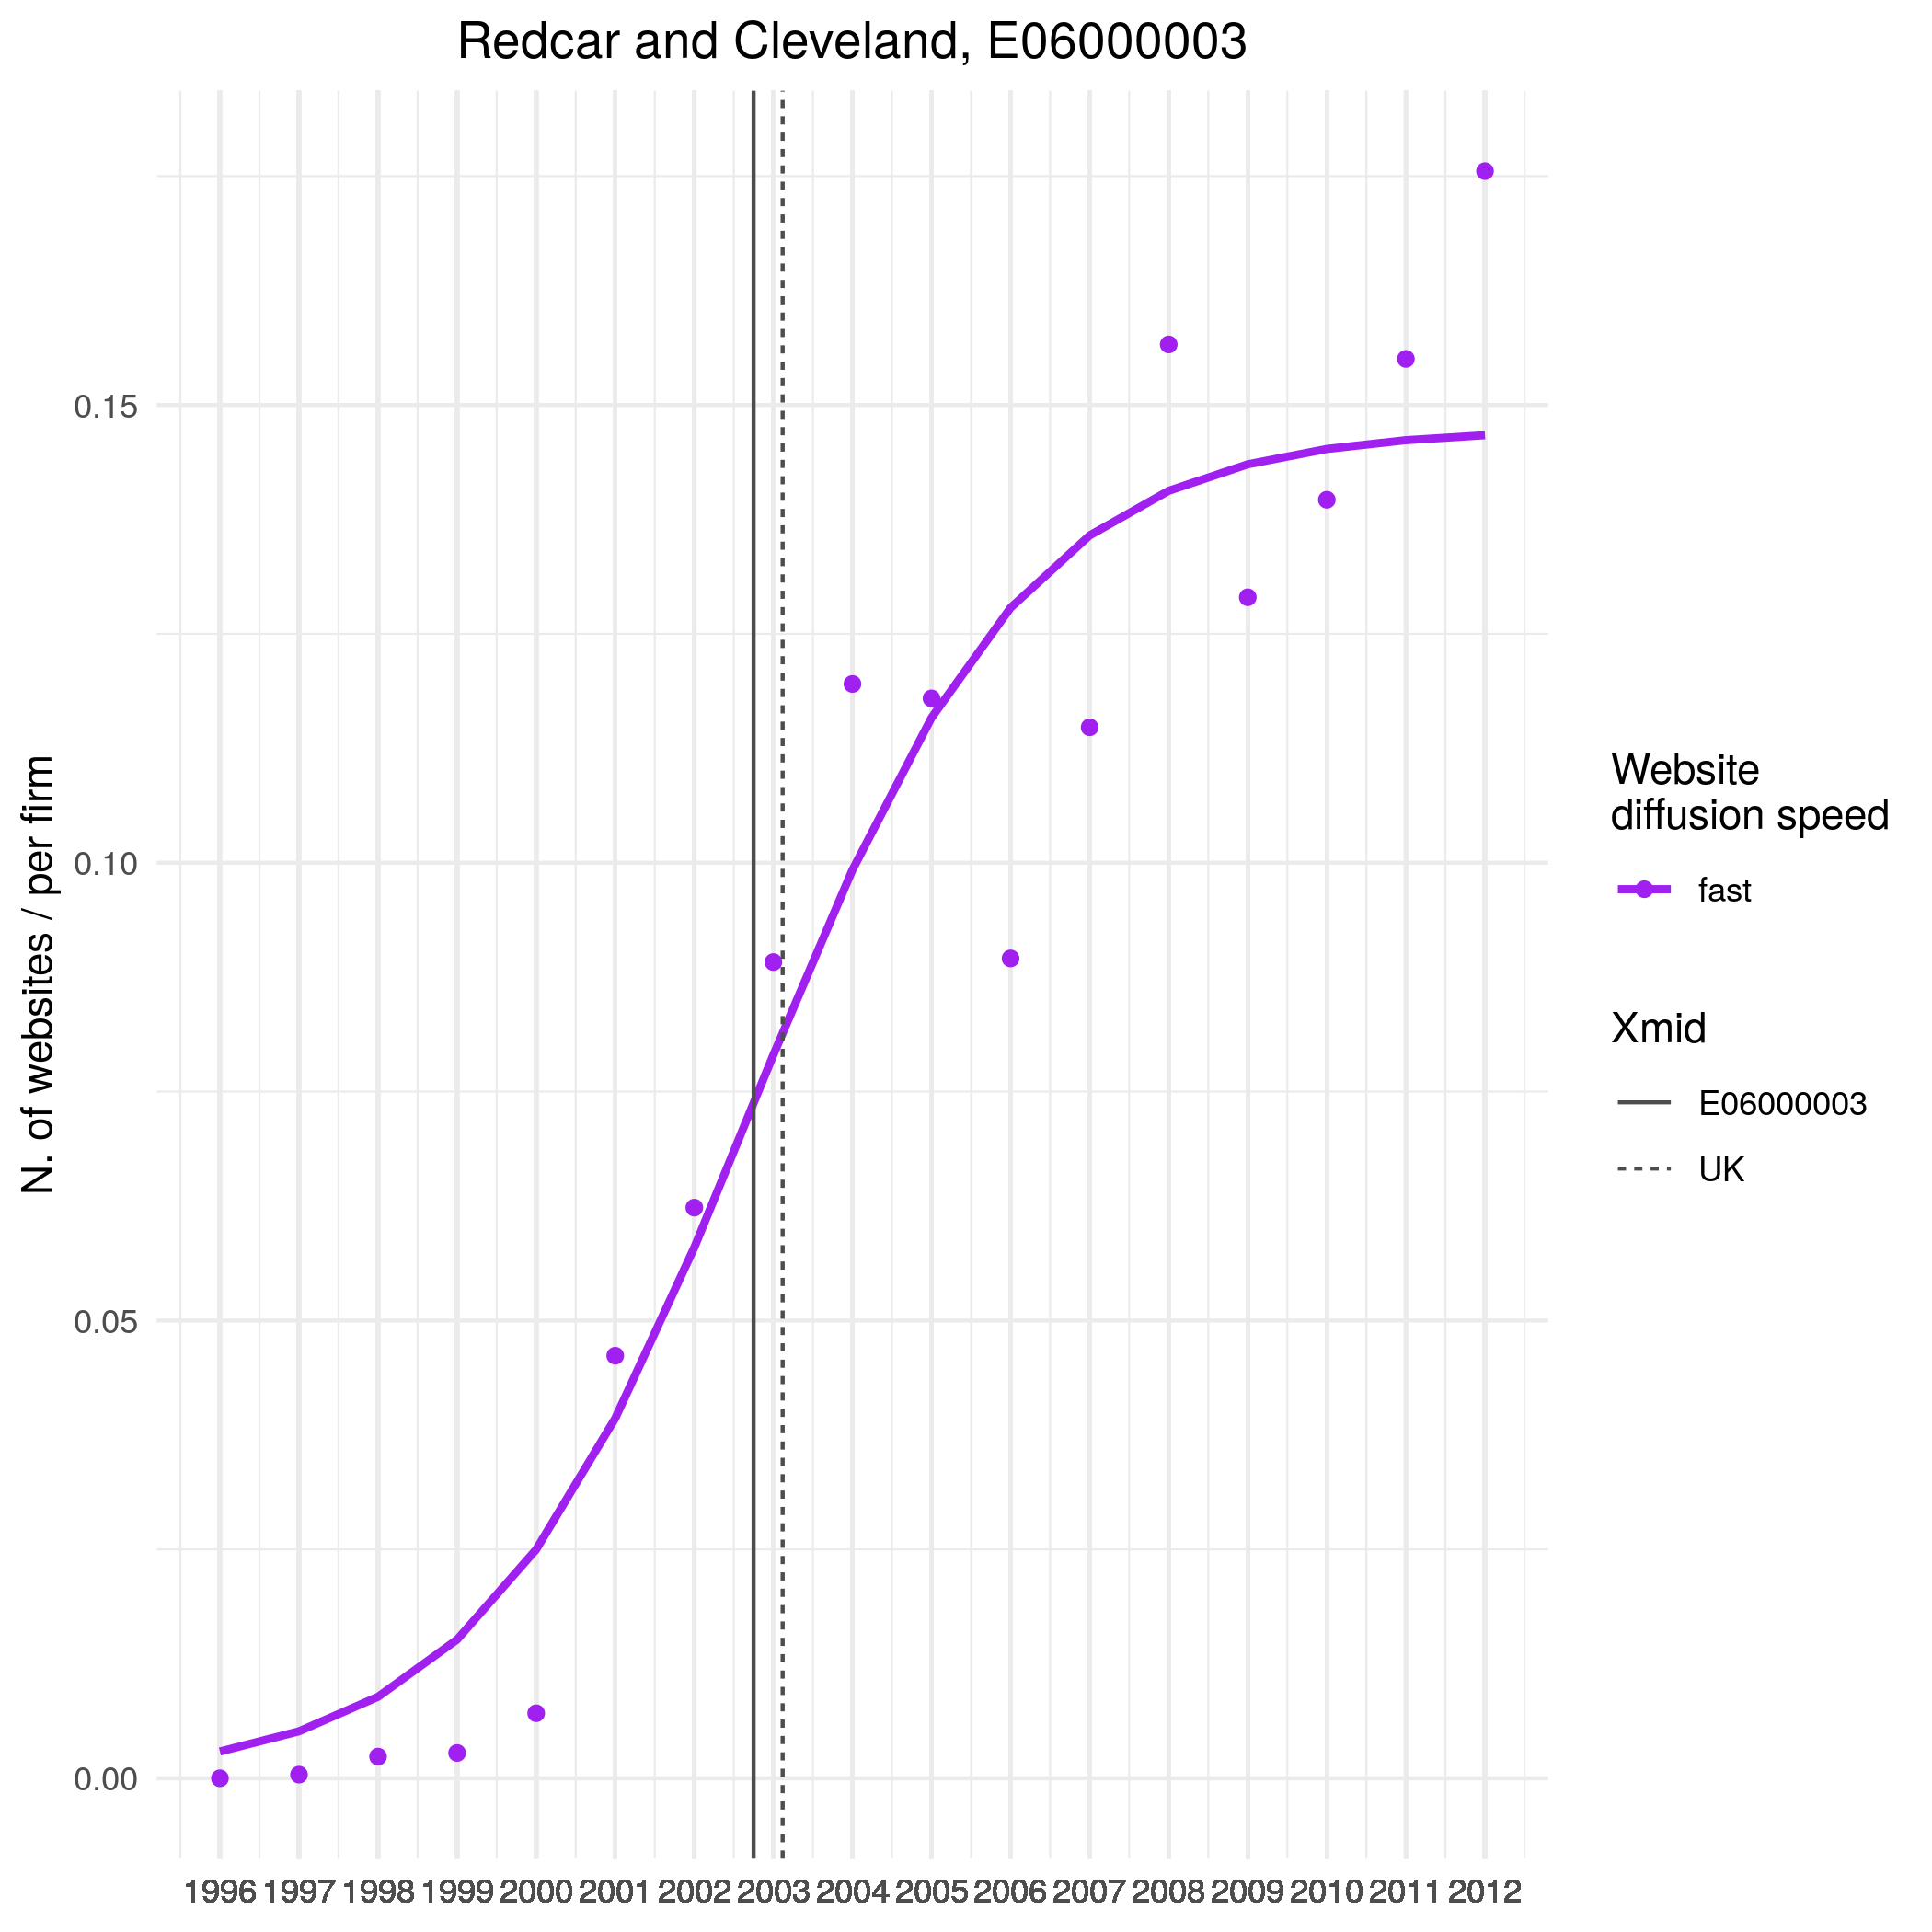 Redcar and Cleveland, E06000003
N. of websites / per firm
0.15
0.10
0.05
0.00
1996 1997 1998 1999 2000 2001 2002 2003 2004 2005 2006 2007 2008 2009 2010 2011 2012
Website
diffusion speed
fast
Xmid
E06000003
UK